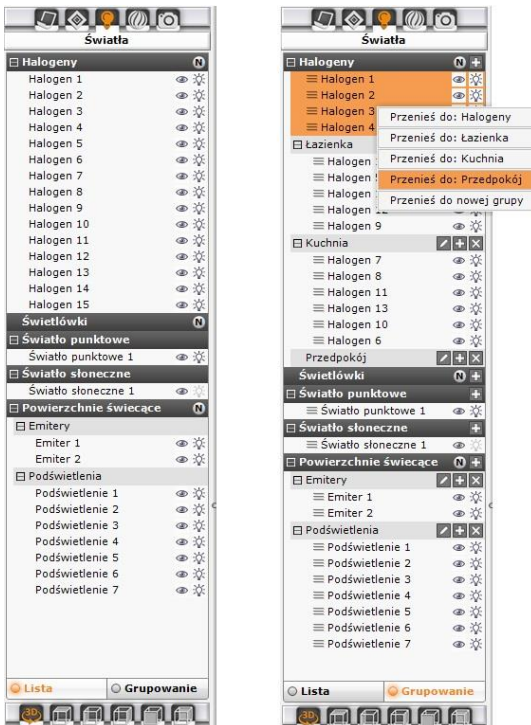 Światła
Halogeny N
Halogen 1
Halogen 2
Halogen 3
Halogen 4
Halogen 5
Halogen 6
Halogen 7
Halogen 8
Halogen 9
Halogen 10
Halogen 11
Halogen 12
Halogen 13
Halogen 14
Halogen 15
Świetlówki N
Światło punktowe
Światło punktowe 1
Światło słoneczne
Światło słoneczne 1
Powierzchnie świecące N
Emitery
Emiter 1
Emiter 2
Podświetlenia
Podświetlenie 1
Podświetlenie 2
Podświetlenie 3
Podświetlenie 4
Podświetlenie 5
Podświetlenie 6
Podświetlenie 7
Lista Grupowanie
3D
Światła
Halogeny N
Halogen 1
Halogen 2
Halogen 3
Halogen 4
Przenieś do: Halogeny
Przenieś do: Łazienka
Przenieś do: Kuchnia
Przenieś do: Przedpokój
Przenieś do nowej grupy
Łazienka
Halogen
Halogen
Halogen
Halogen
Halogen 9
Kuchnia
Halogen 7
Halogen 8
Halogen 11
Halogen 13
Halogen 10
Halogen 6
Przedpokój
Świetlówki N
Światło punktowe
Światło punktowe 1
Światło słoneczne
Światło słoneczne 1
Powierzchnie świecące N
Emitery
Emiter 1
Emiter 2
Podświetlenia
Podświetlenie 1
Podświetlenie 2
Podświetlenie 3
Podświetlenie 4
Podświetlenie 5
Podświetlenie 6
Podświetlenie 7
Lista Grupowanie
3D